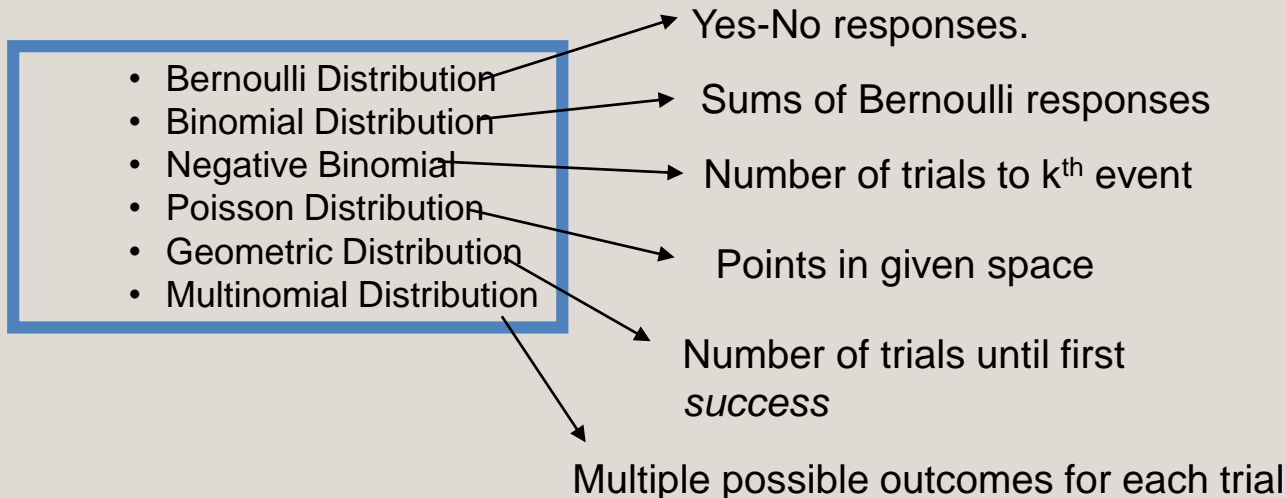 • Bernoulli Distribution
• Binomial Distribution
• Negative Binomial
• Poisson Distribution
• Geometric Distribution
• Multinomial Distribution
Yes-No responses.
Sums of Bernoulli responses
Number of trials to kth event
Points in given space
Number of trials until first
success
Multiple possible outcomes for each trial